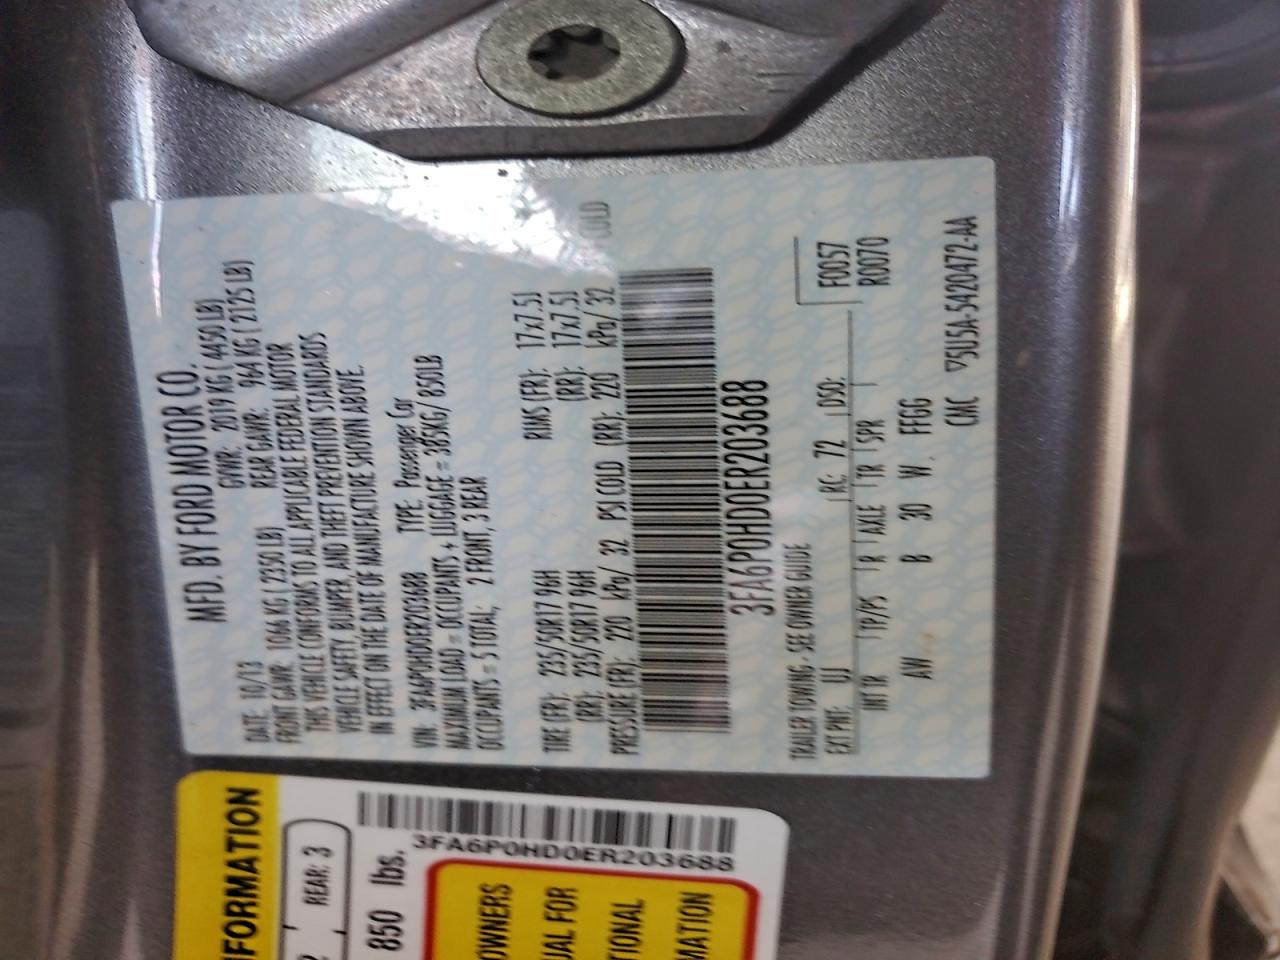 MFD. BY FORD MOTOR CO.
DATE: 10/13 GVWR: 2019 KG ( 4450 LB)
FRONT GAWR: 1066 KG ( 2350 LB) REAR GAWR: 964 KG ( 2125 LB)
THIS VEHICLE CONFORMS TO ALL APPLICABLE FEDERAL MOTOR
VEHICLE SAFETY, BUMPER, AND THEFT PREVENTION STANDARDS
IN EFFECT ON THE DATE OF MANUFACTURE SHOWN ABOVE.
VIN: 3FA6P0HD0ER203688 TYPE: Passenger Car
MAXIMUM LOAD = OCCUPANTS + LUGGAGE = 385KG/ 850LB
OCCUPANTS = 5 TOTAL, 2 FRONT, 3 REAR
TIRE (FR): 235/50R17 96H RIMS (FR): 17x7.5J
(RR): 235/50R17 96H (RR): 17x7.5J
PRESSURE (FR): 220 kPa/ 32 PSI COLD (RR): 220 kPa/ 32 COLD
3FA6P0HD0ER203688
TRAILER TOWING - SEE OWNER GUIDE
EXT PNT: UJ RC: 72 DSO: F0057
INT TR TP/PS R AXLE TR SPR R0070
AW B 30 W FFGG
CMC ▽5U5A-5420472-AA
NFORMATION
REAR: 3
850 lbs.
3FA6P0HD0ER203688
OWNERS
UAL FOR
TIONAL
MATION